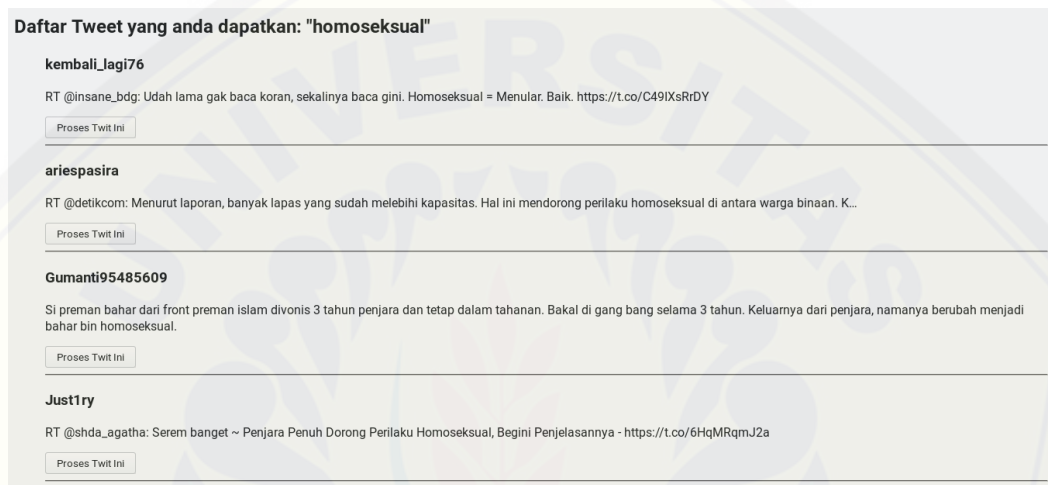 Daftar Tweet yang anda dapatkan: "homoseksual"
kembali_lagi76
RT @insane_bdg: Udah lama gak baca koran, sekalinya baca gini. Homoseksual = Menular. Baik. https://t.co/C49lXsRrDY
Proses Twit Ini
ariespasira
RT @detikcom: Menurut laporan, banyak lapas yang sudah melebihi kapasitas. Hal ini mendorong perilaku homoseksual di antara warga binaan. K...
Proses Twit Ini
Gumanti95485609
Si preman bahar dari front preman islam divonis 3 tahun penjara dan tetap dalam tahanan. Bakal di gang bang selama 3 tahun. Keluarnya dari penjara, namanya berubah menjadi
bahar bin homoseksual.
Proses Twit Ini
Just1ry
RT @shda_agatha: Serem banget ~ Penjara Penuh Dorong Perilaku Homoseksual, Begini Penjelasannya - https://t.co/6HqMRqmJ2a
Proses Twit Ini
UNIVERSITAS